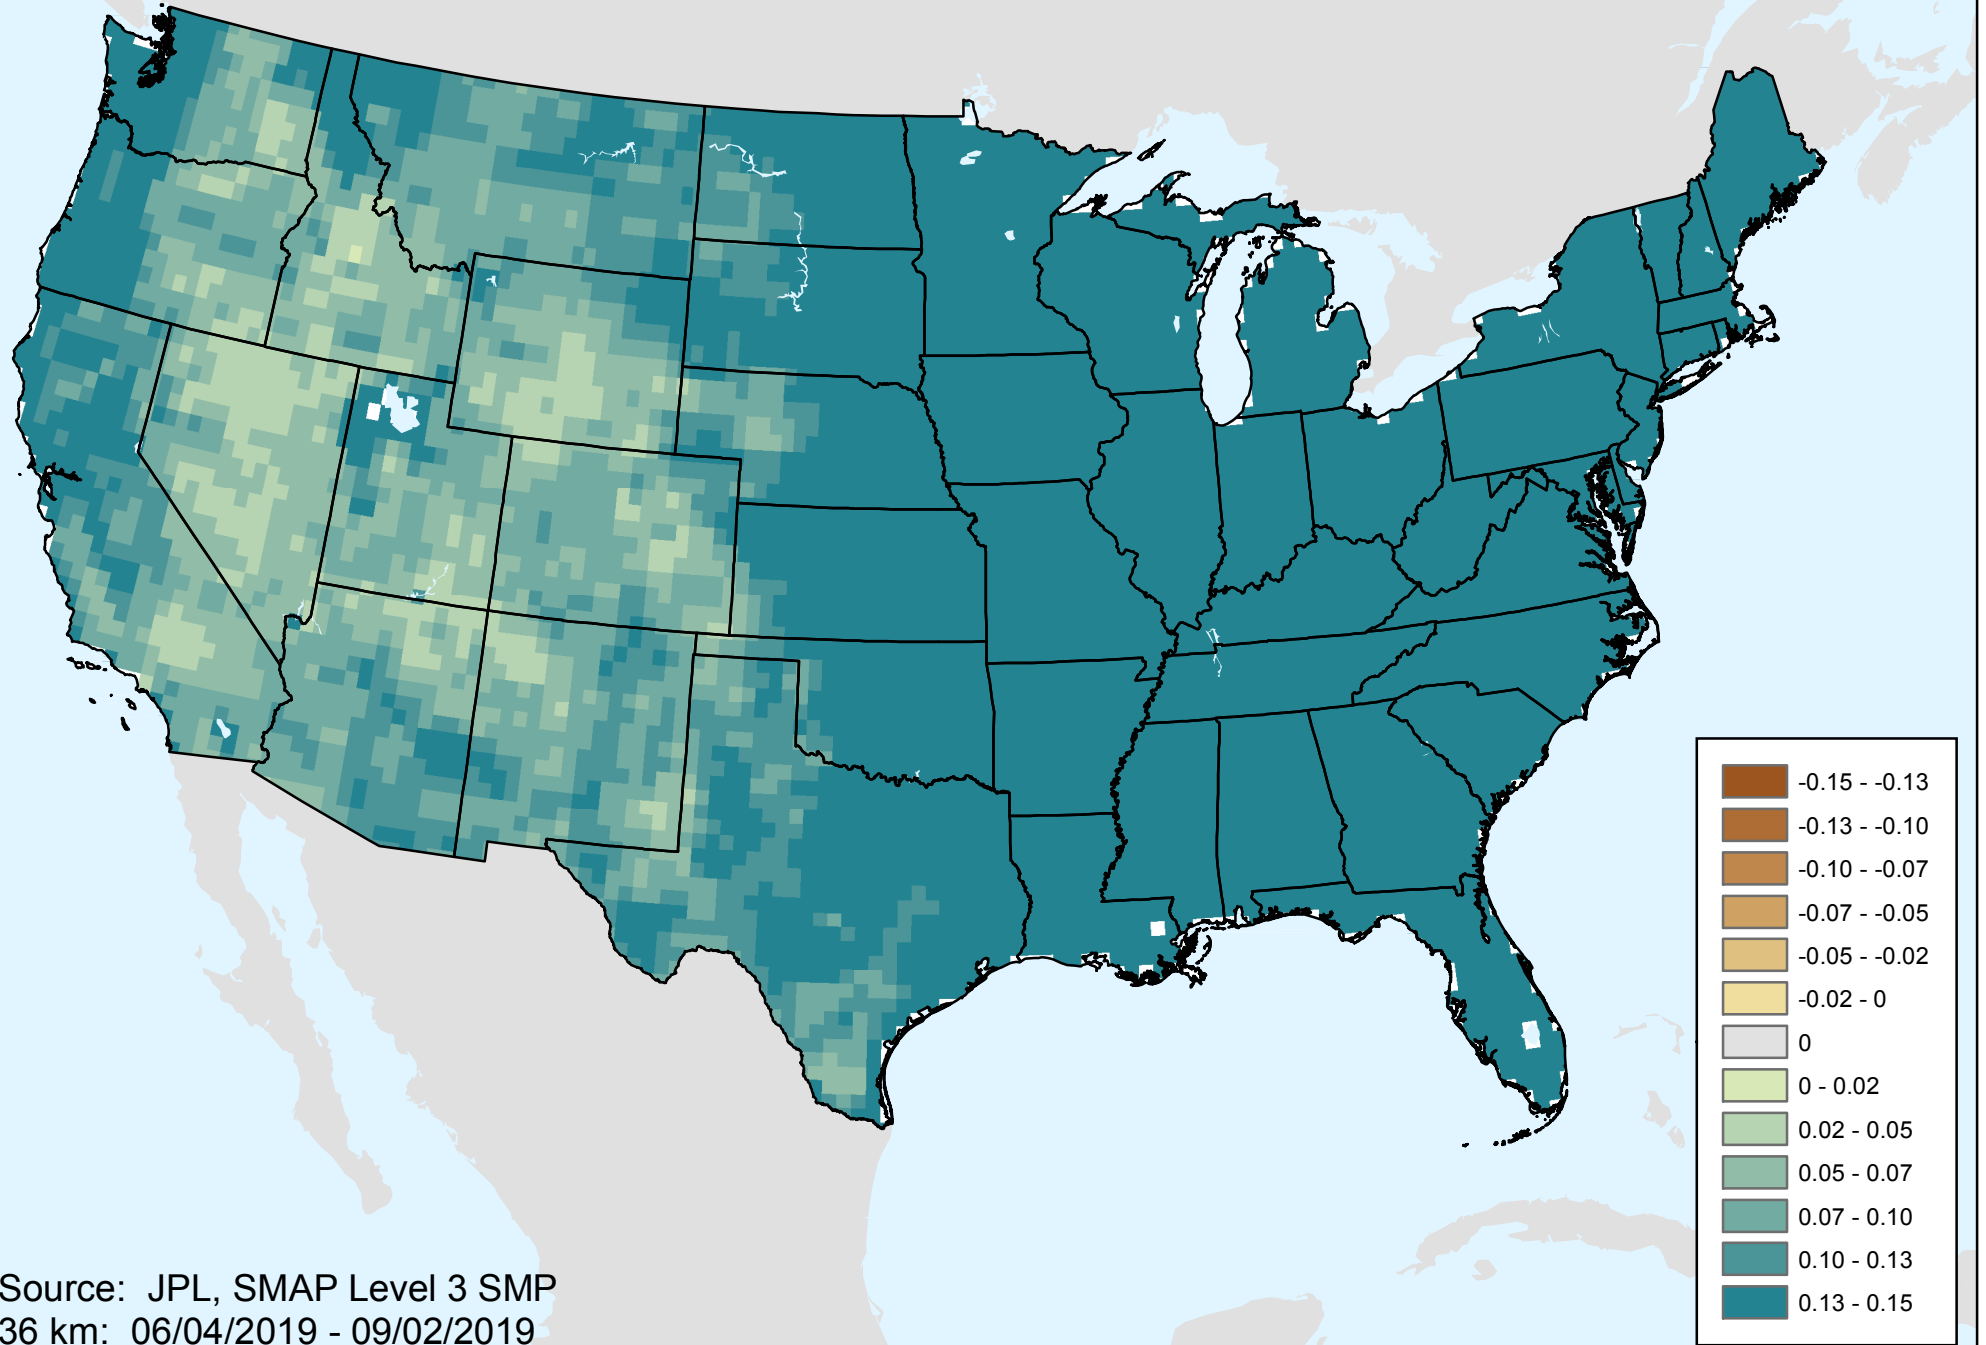 -0.15 - -0.13
-0.13 - -0.10
-0.10 - -0.07
-0.07 - -0.05
-0.05 - -0.02
-0.02 - 0
0
0 - 0.02
0.02 - 0.05
0.05 - 0.07
0.07 - 0.10
0.10 - 0.13
0.13 - 0.15
Source: JPL, SMAP Level 3 SMP
36 km: 06/04/2019 - 09/02/2019